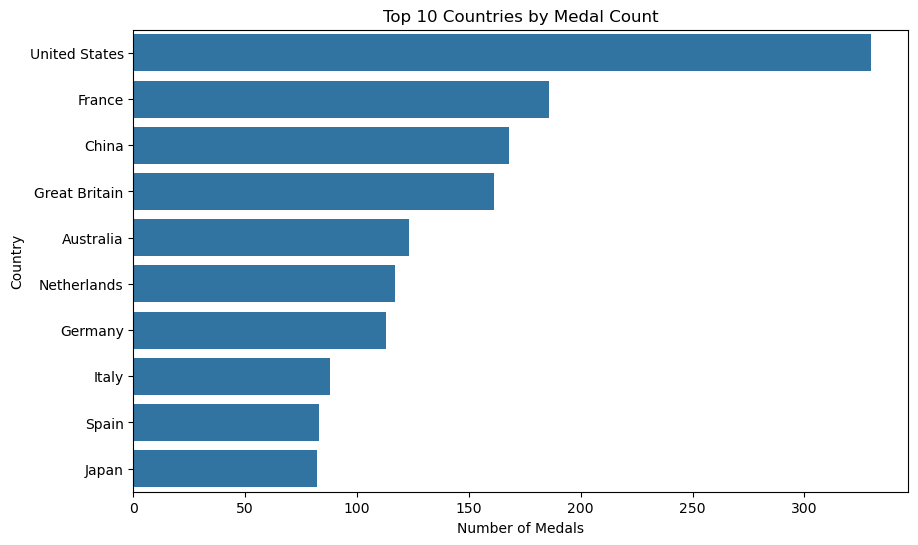 Top 10 Countries by Medal Count
United States
France
China
Great Britain
Australia
Netherlands
Germany
Italy
Spain
Japan
Country
0 50 100 150 200 250 300
Number of Medals